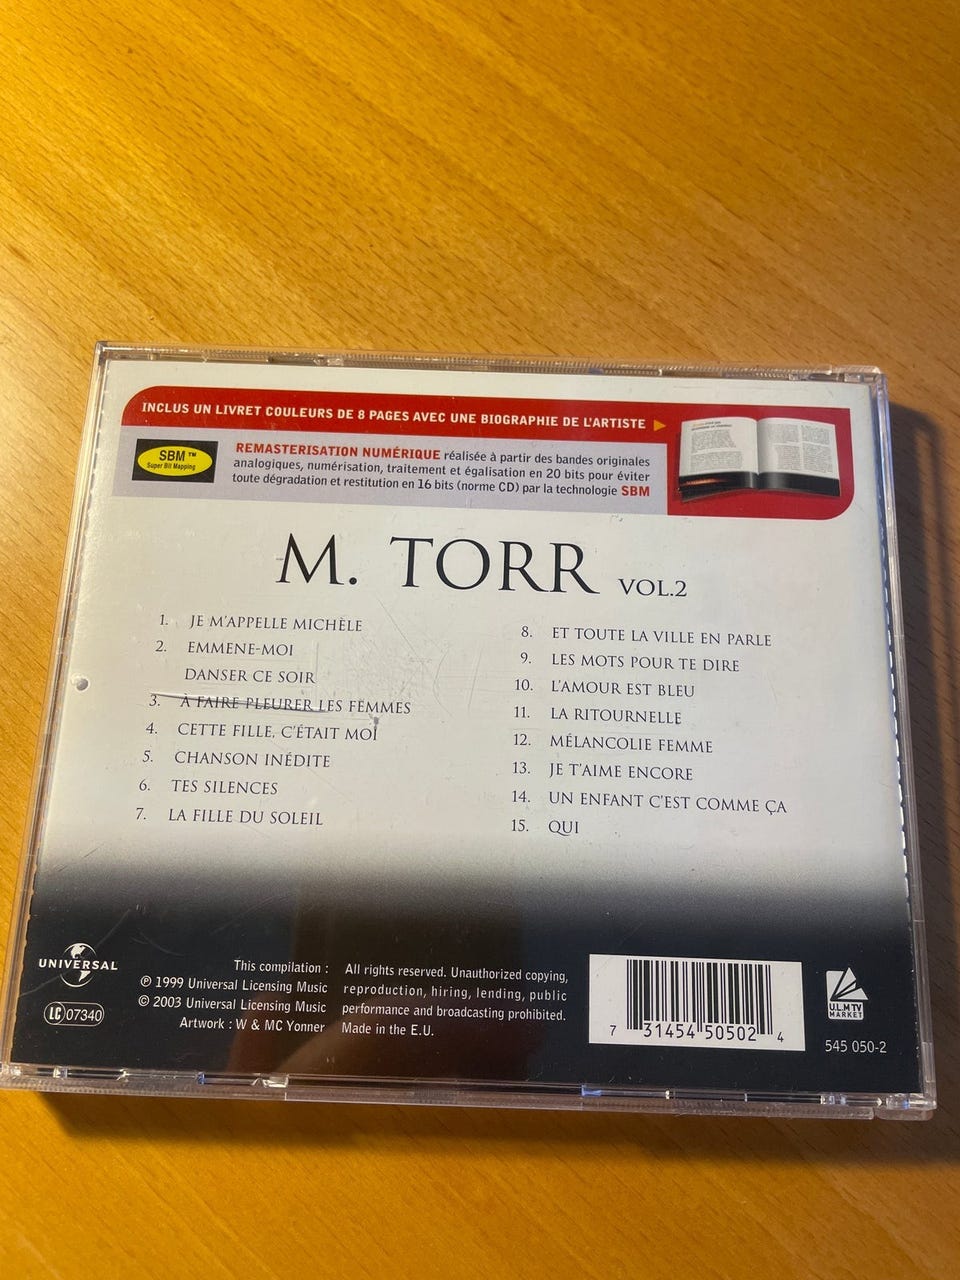 INCLUS UN LIVRET COULEURS DE 8 PAGES AVEC UNE BIOGRAPHIE DE L'ARTISTE
SBM™
Super Bit Mapping
REMASTERISATION NUMÉRIQUE réalisée à partir des bandes originales
analogiques, numérisation, traitement et égalisation en 20 bits pour éviter
toute dégradation et restitution en 16 bits (norme CD) par la technologie SBM
M. TORR VOL.2
1. JE M'APPELLE MICHÈLE
2. EMMENE-MOI
DANSER CE SOIR
3. À FAIRE PLEURER LES FEMMES
4. CETTE FILLE, C'ÉTAIT MOI
5. CHANSON INÉDITE
6. TES SILENCES
7. LA FILLE DU SOLEIL
8. ET TOUTE LA VILLE EN PARLE
9. LES MOTS POUR TE DIRE
10. L'AMOUR EST BLEU
11. LA RITOURNELLE
12. MÉLANCOLIE FEMME
13. JE T'AIME ENCORE
14. UN ENFANT C'EST COMME ÇA
15. QUI
UNIVERSAL
LC 07340
This compilation :
℗ 1999 Universal Licensing Music
© 2003 Universal Licensing Music
Artwork : W & MC Yonner
All rights reserved. Unauthorized copying,
reproduction, hiring, lending, public
performance and broadcasting prohibited.
Made in the E.U.
7 31454 50502 4
U.L.M TV
MARKET
545 050-2